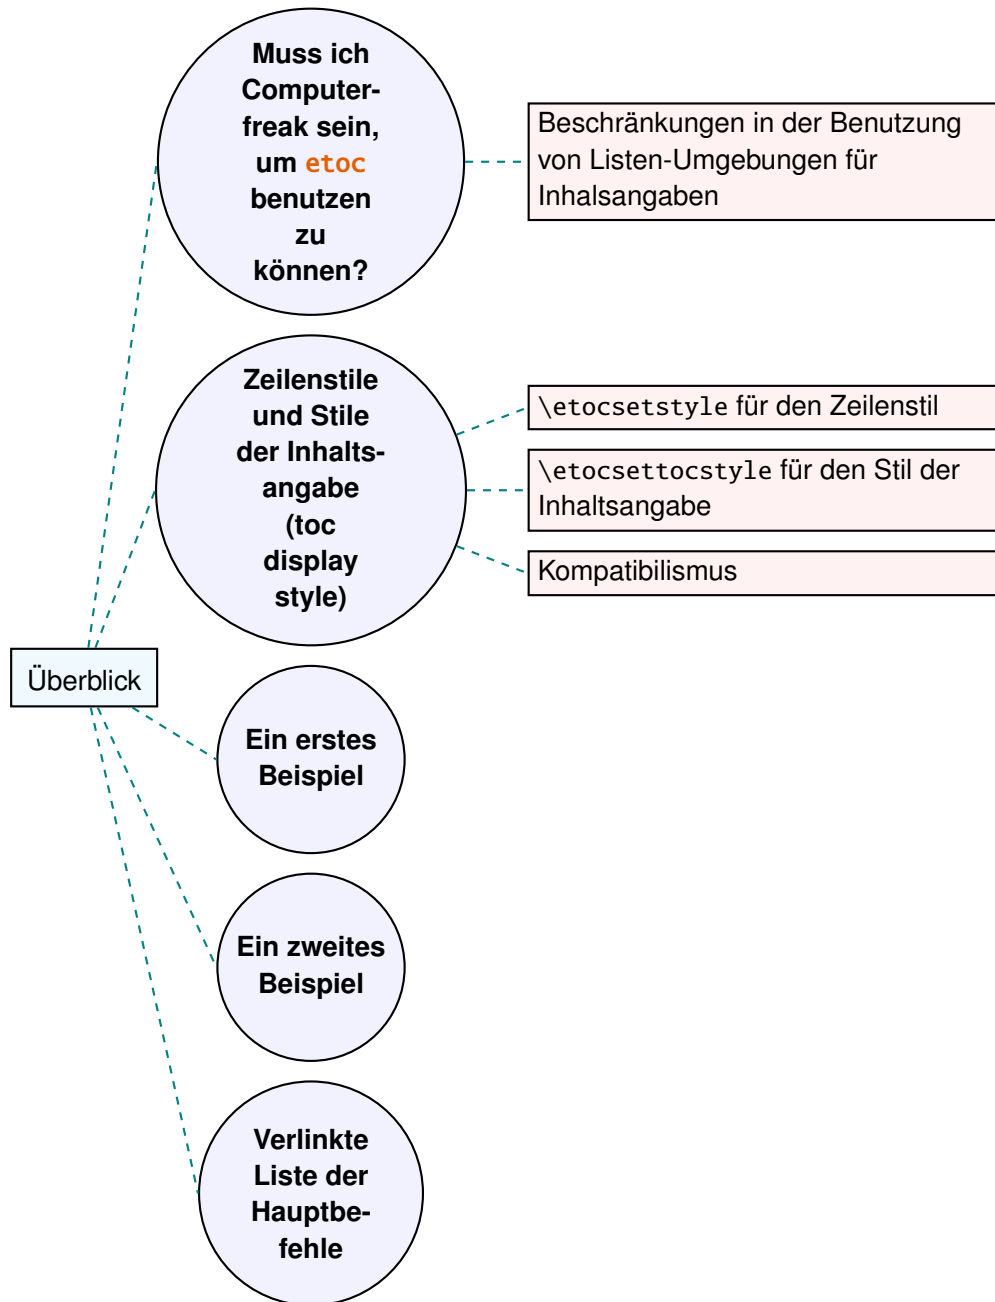 Muss ich
Computer-
freak sein,
um etoc
benutzen
zu
können?
Beschränkungen in der Benutzung
von Listen-Umgebungen für
Inhalsangaben
Zeilenstile
und Stile
der Inhalts-
angabe
(toc
display
style)
\etocsetstyle für den Zeilenstil
\etocsettocstyle für den Stil der
Inhaltsangabe
Kompatibilismus
Überblick
Ein erstes
Beispiel
Ein zweites
Beispiel
Verlinkte
Liste der
Hauptbe-
fehle